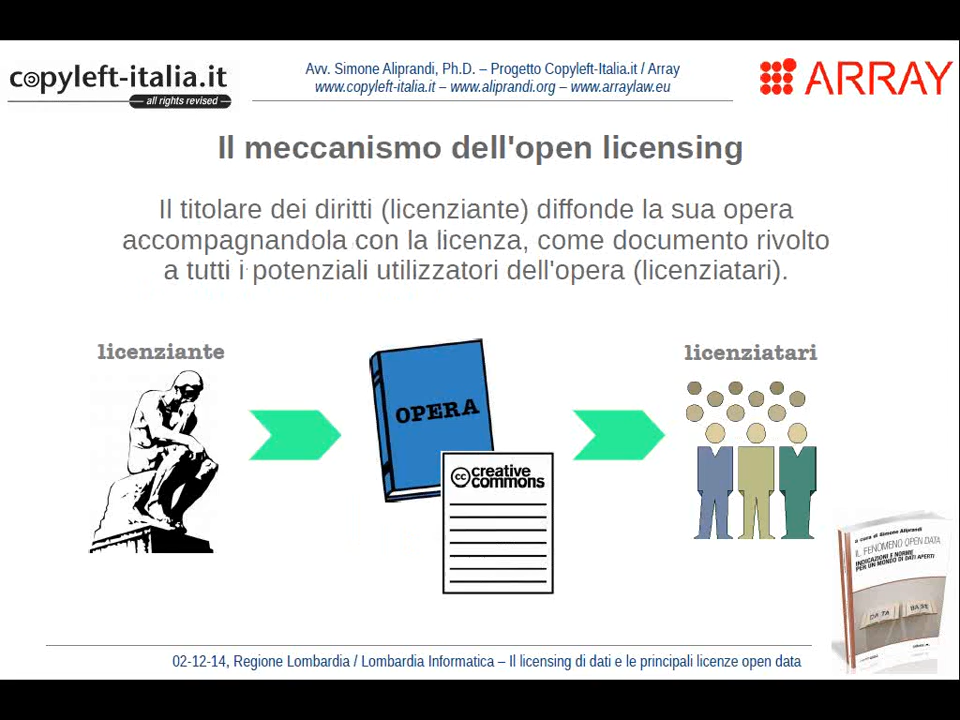 copyleft-italia.it
all rights revised
Avv. Simone Aliprandi, Ph.D. – Progetto Copyleft-Italia.it / Array
www.copyleft-italia.it – www.aliprandi.org – www.arraylaw.eu
ARRAY
Il meccanismo dell'open licensing
Il titolare dei diritti (licenziante) diffonde la sua opera
accompagnandola con la licenza, come documento rivolto
a tutti i potenziali utilizzatori dell'opera (licenziatari).
licenziante
OPERA
cc creative
commons
licenziatari
a cura di Simone Aliprandi
IL FENOMENO OPEN DATA
INDICAZIONI E NORME
PER UN MONDO DI DATI APERTI
DATA BASE
02-12-14, Regione Lombardia / Lombardia Informatica – Il licensing di dati e le principali licenze open data